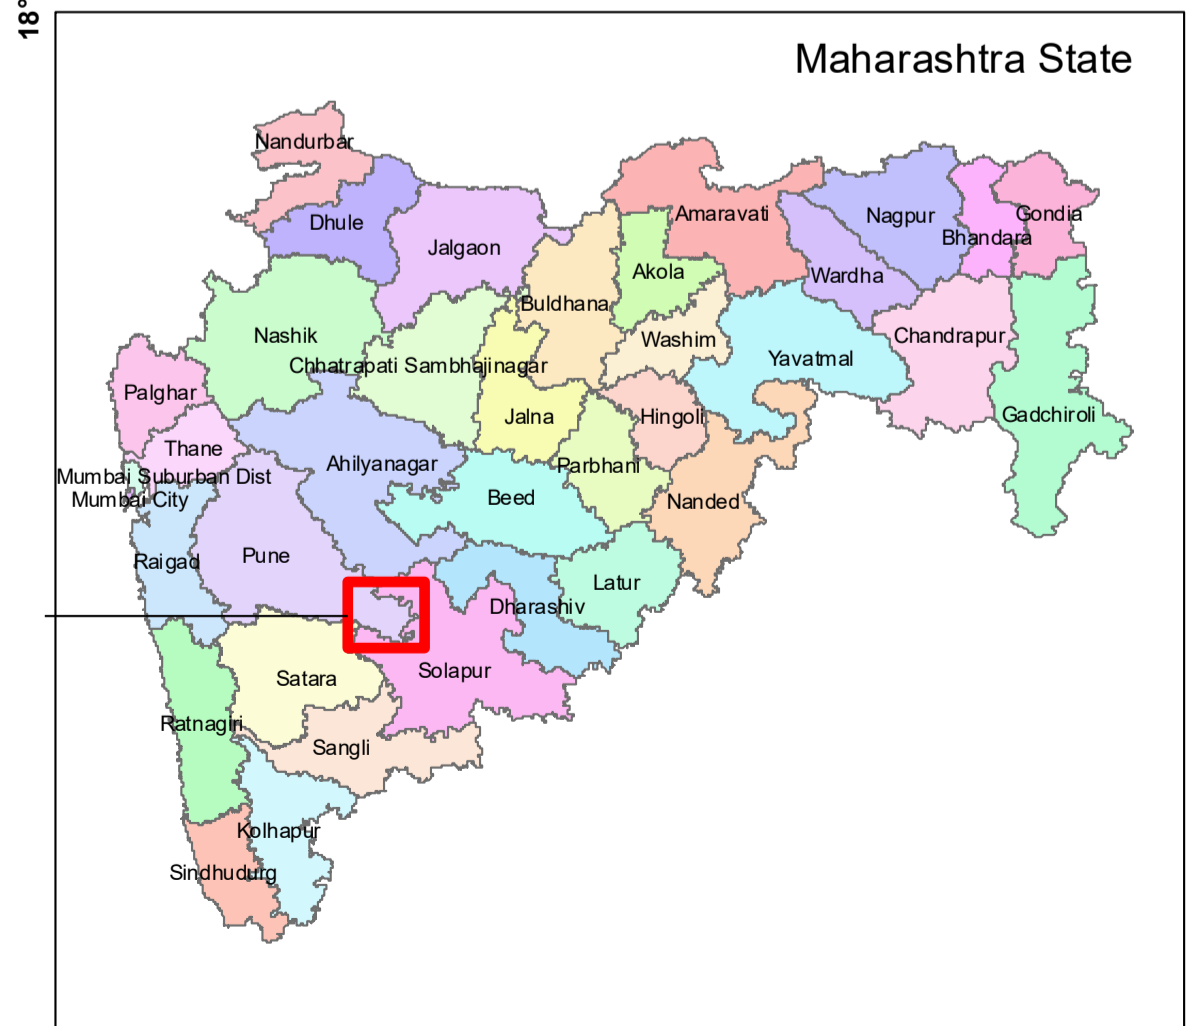 18°
Maharashtra State
Nandurbar
Dhule
Jalgaon
Amaravati
Nagpur
Gondia
Bhandara
Akola
Wardha
Buldhana
Nashik
Washim
Chandrapur
Yavatmal
Chhatrapati Sambhajinagar
Palghar
Jalna
Hingoli
Gadchiroli
Thane
Ahilyanagar
Parbhani
Mumbai Suburban Dist
Mumbai City
Beed
Nanded
Pune
Raigad
Latur
Dharashiv
Solapur
Satara
Ratnagiri
Sangli
Kolhapur
Sindhudurg